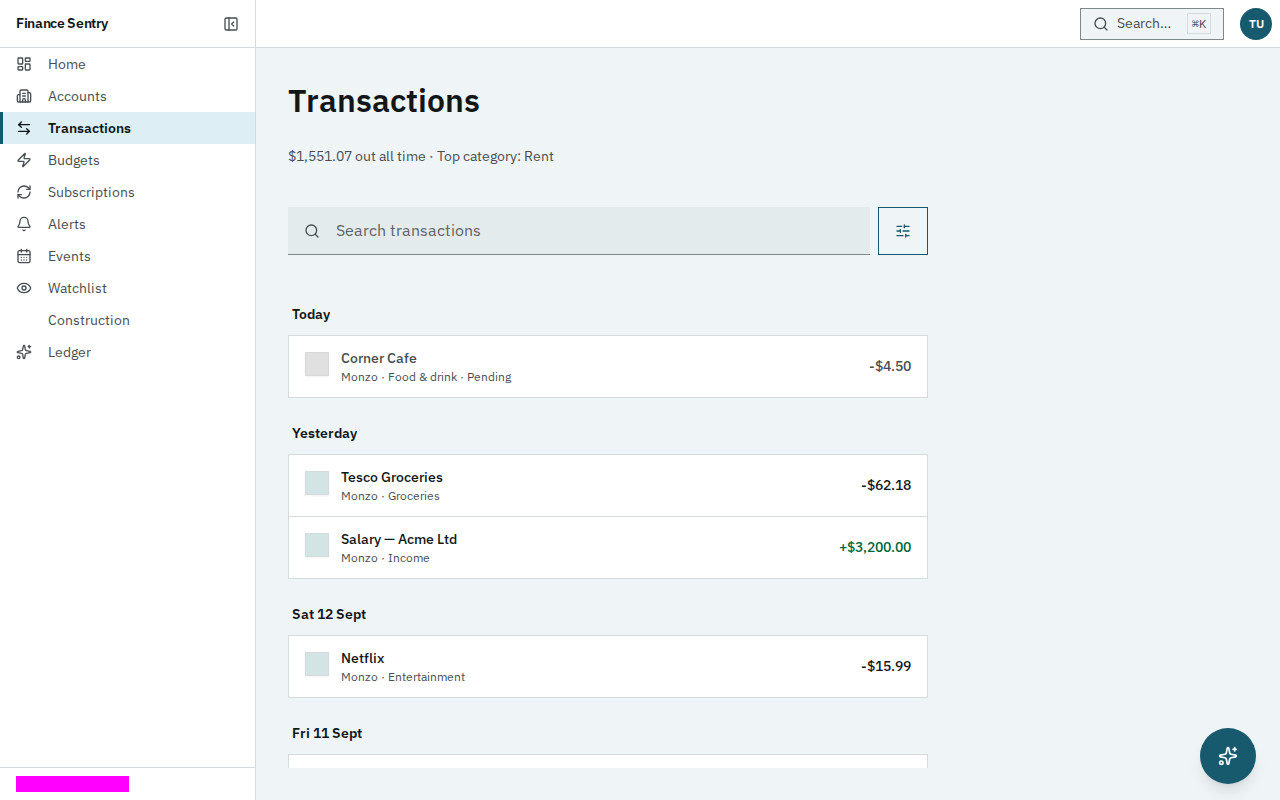 Finance Sentry
Search... ⌘K
TU
Home
Accounts
Transactions
Budgets
Subscriptions
Alerts
Events
Watchlist
Construction
Ledger
Transactions
$1,551.07 out all time · Top category: Rent
Search transactions
Today
Corner Cafe
Monzo · Food & drink · Pending
-$4.50
Yesterday
Tesco Groceries
Monzo · Groceries
-$62.18
Salary — Acme Ltd
Monzo · Income
+$3,200.00
Sat 12 Sept
Netflix
Monzo · Entertainment
-$15.99
Fri 11 Sept